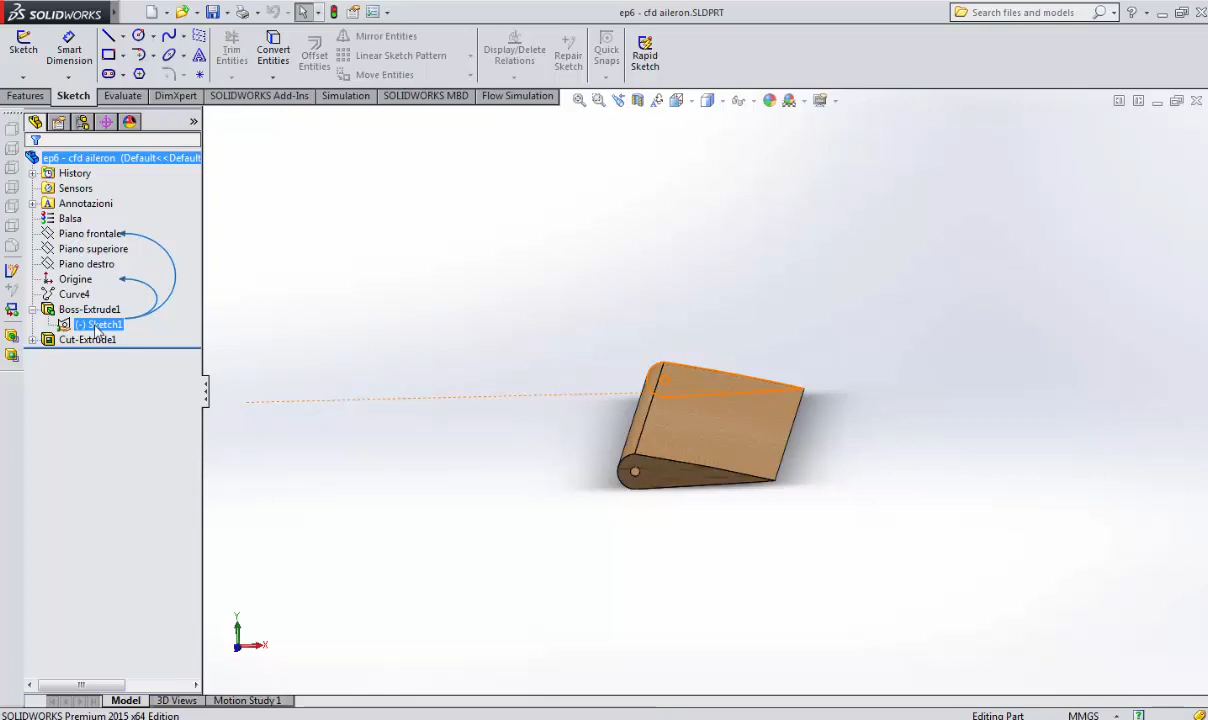 SOLIDWORKS
ep6 - cfd aileron.SLDPRT
Search files and models
Sketch
Smart Dimension
Trim Entities
Convert Entities
Offset Entities
Mirror Entities
Linear Sketch Pattern
Move Entities
Display/Delete Relations
Repair Sketch
Quick Snaps
Rapid Sketch
Features
Sketch
Evaluate
DimXpert
SOLIDWORKS Add-Ins
Simulation
SOLIDWORKS MBD
Flow Simulation
ep6 - cfd aileron (Default<<Default
History
Sensors
Annotazioni
Balsa
Piano frontale
Piano superiore
Piano destro
Origine
Curve4
Boss-Extrude1
(-) Sketch1
Cut-Extrude1
Y
X
Model
3D Views
Motion Study 1
SOLIDWORKS Premium 2015 x64 Edition
Editing Part
MMGS